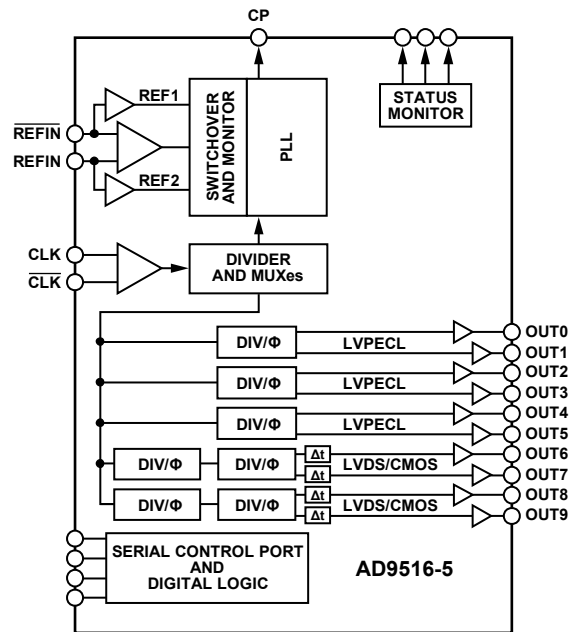 CP
REF1
STATUS
MONITOR
REFIN
SWITCHOVER
AND MONITOR
PLL
REFIN
REF2
CLK
DIVIDER
AND MUXes
CLK
DIV/Φ
LVPECL
OUT0
OUT1
DIV/Φ
LVPECL
OUT2
OUT3
DIV/Φ
LVPECL
OUT4
OUT5
DIV/Φ
DIV/Φ
Δt
Δt
LVDS/CMOS
OUT6
OUT7
DIV/Φ
DIV/Φ
Δt
Δt
LVDS/CMOS
OUT8
OUT9
SERIAL CONTROL PORT
AND
DIGITAL LOGIC
AD9516-5